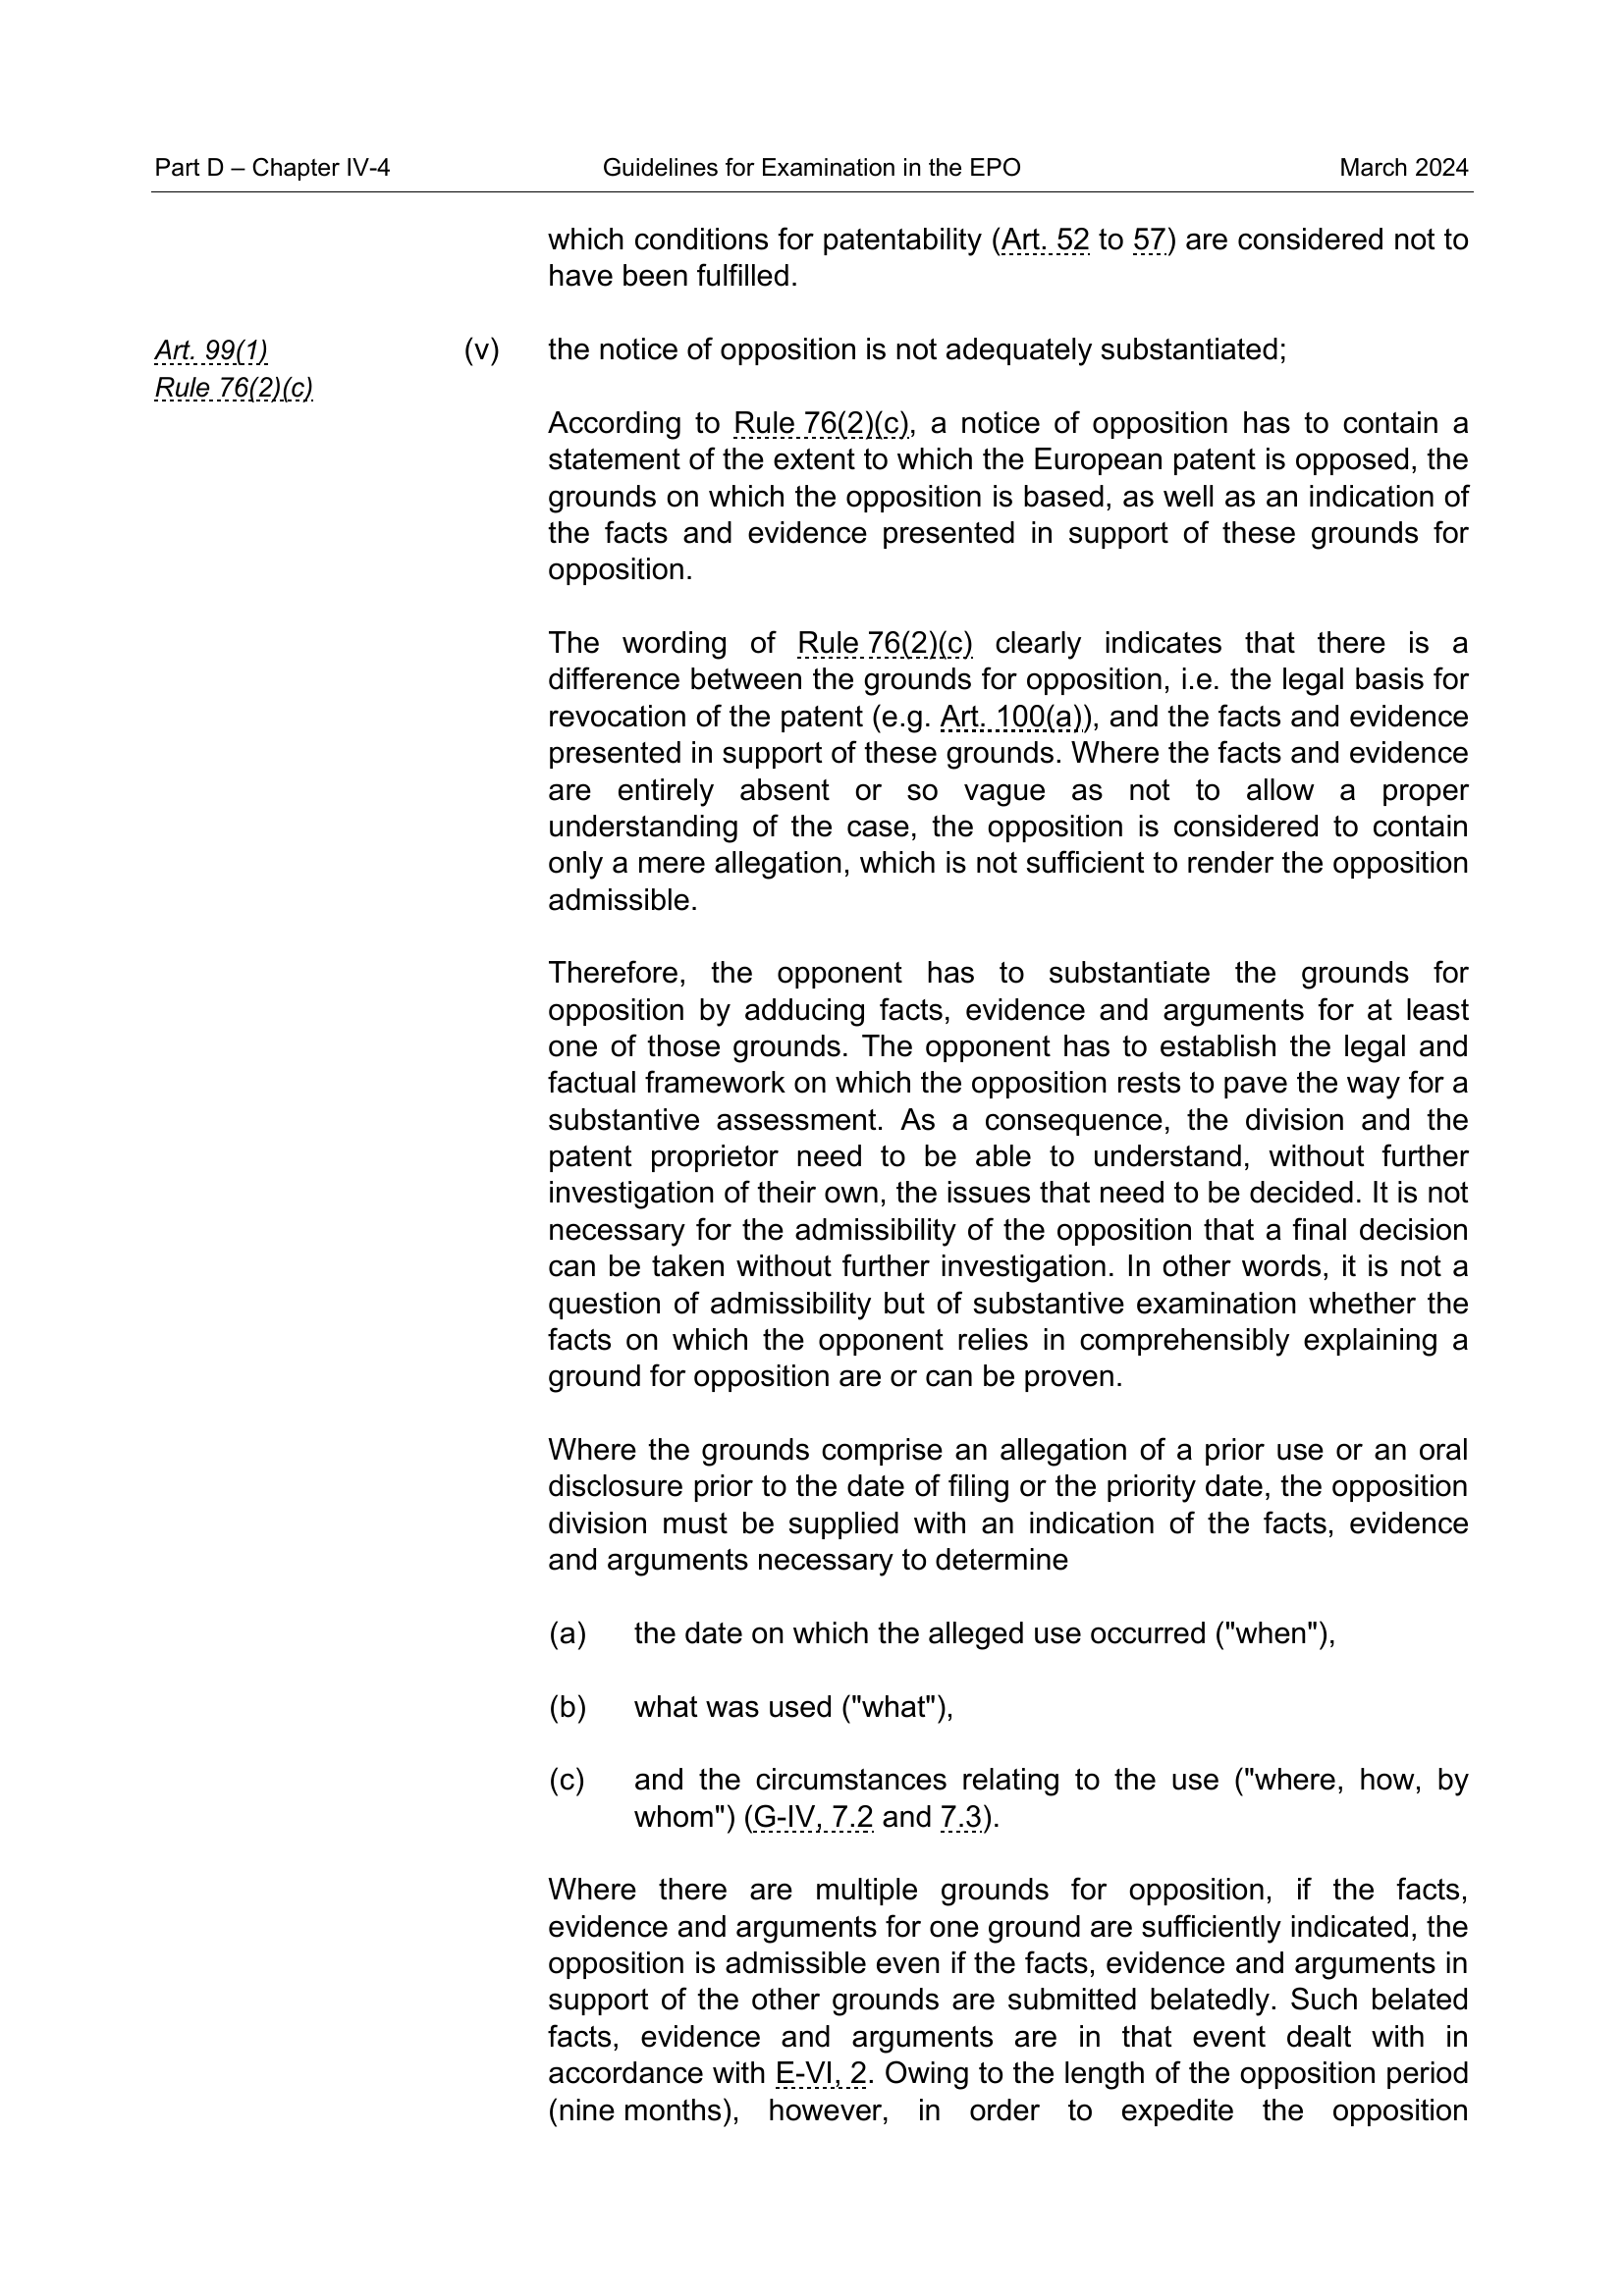 Part D – Chapter IV-4 Guidelines for Examination in the EPO March 2024
which conditions for patentability (Art. 52 to 57) are considered not to
have been fulfilled.
Art. 99(1)
Rule 76(2)(c)
(v) the notice of opposition is not adequately substantiated;
According to Rule 76(2)(c), a notice of opposition has to contain a
statement of the extent to which the European patent is opposed, the
grounds on which the opposition is based, as well as an indication of
the facts and evidence presented in support of these grounds for
opposition.
The wording of Rule 76(2)(c) clearly indicates that there is a
difference between the grounds for opposition, i.e. the legal basis for
revocation of the patent (e.g. Art. 100(a)), and the facts and evidence
presented in support of these grounds. Where the facts and evidence
are entirely absent or so vague as not to allow a proper
understanding of the case, the opposition is considered to contain
only a mere allegation, which is not sufficient to render the opposition
admissible.
Therefore, the opponent has to substantiate the grounds for
opposition by adducing facts, evidence and arguments for at least
one of those grounds. The opponent has to establish the legal and
factual framework on which the opposition rests to pave the way for a
substantive assessment. As a consequence, the division and the
patent proprietor need to be able to understand, without further
investigation of their own, the issues that need to be decided. It is not
necessary for the admissibility of the opposition that a final decision
can be taken without further investigation. In other words, it is not a
question of admissibility but of substantive examination whether the
facts on which the opponent relies in comprehensibly explaining a
ground for opposition are or can be proven.
Where the grounds comprise an allegation of a prior use or an oral
disclosure prior to the date of filing or the priority date, the opposition
division must be supplied with an indication of the facts, evidence
and arguments necessary to determine
(a) the date on which the alleged use occurred ("when"),
(b) what was used ("what"),
(c) and the circumstances relating to the use ("where, how, by
whom") (G-IV, 7.2 and 7.3).
Where there are multiple grounds for opposition, if the facts,
evidence and arguments for one ground are sufficiently indicated, the
opposition is admissible even if the facts, evidence and arguments in
support of the other grounds are submitted belatedly. Such belated
facts, evidence and arguments are in that event dealt with in
accordance with E-VI, 2. Owing to the length of the opposition period
(nine months), however, in order to expedite the opposition